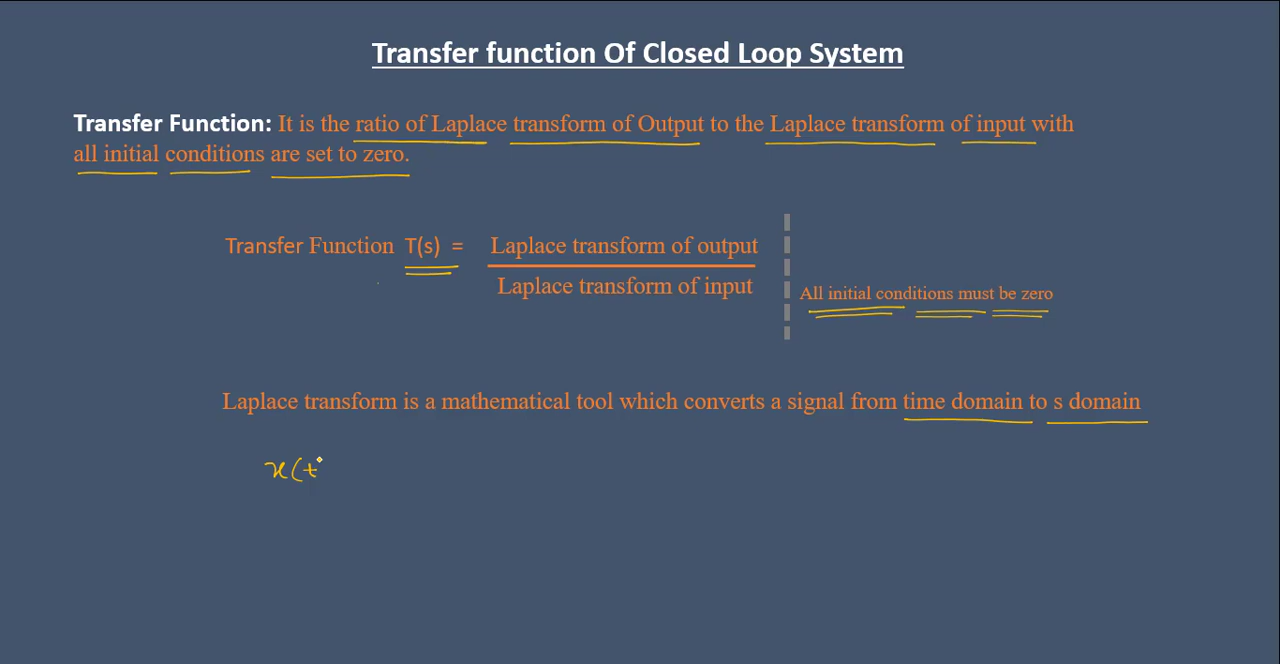 Transfer function Of Closed Loop System
Transfer Function: It is the ratio of Laplace transform of Output to the Laplace transform of input with
all initial conditions are set to zero.
Transfer Function T(s) = Laplace transform of output
Laplace transform of input
All initial conditions must be zero
Laplace transform is a mathematical tool which converts a signal from time domain to s domain
x(t